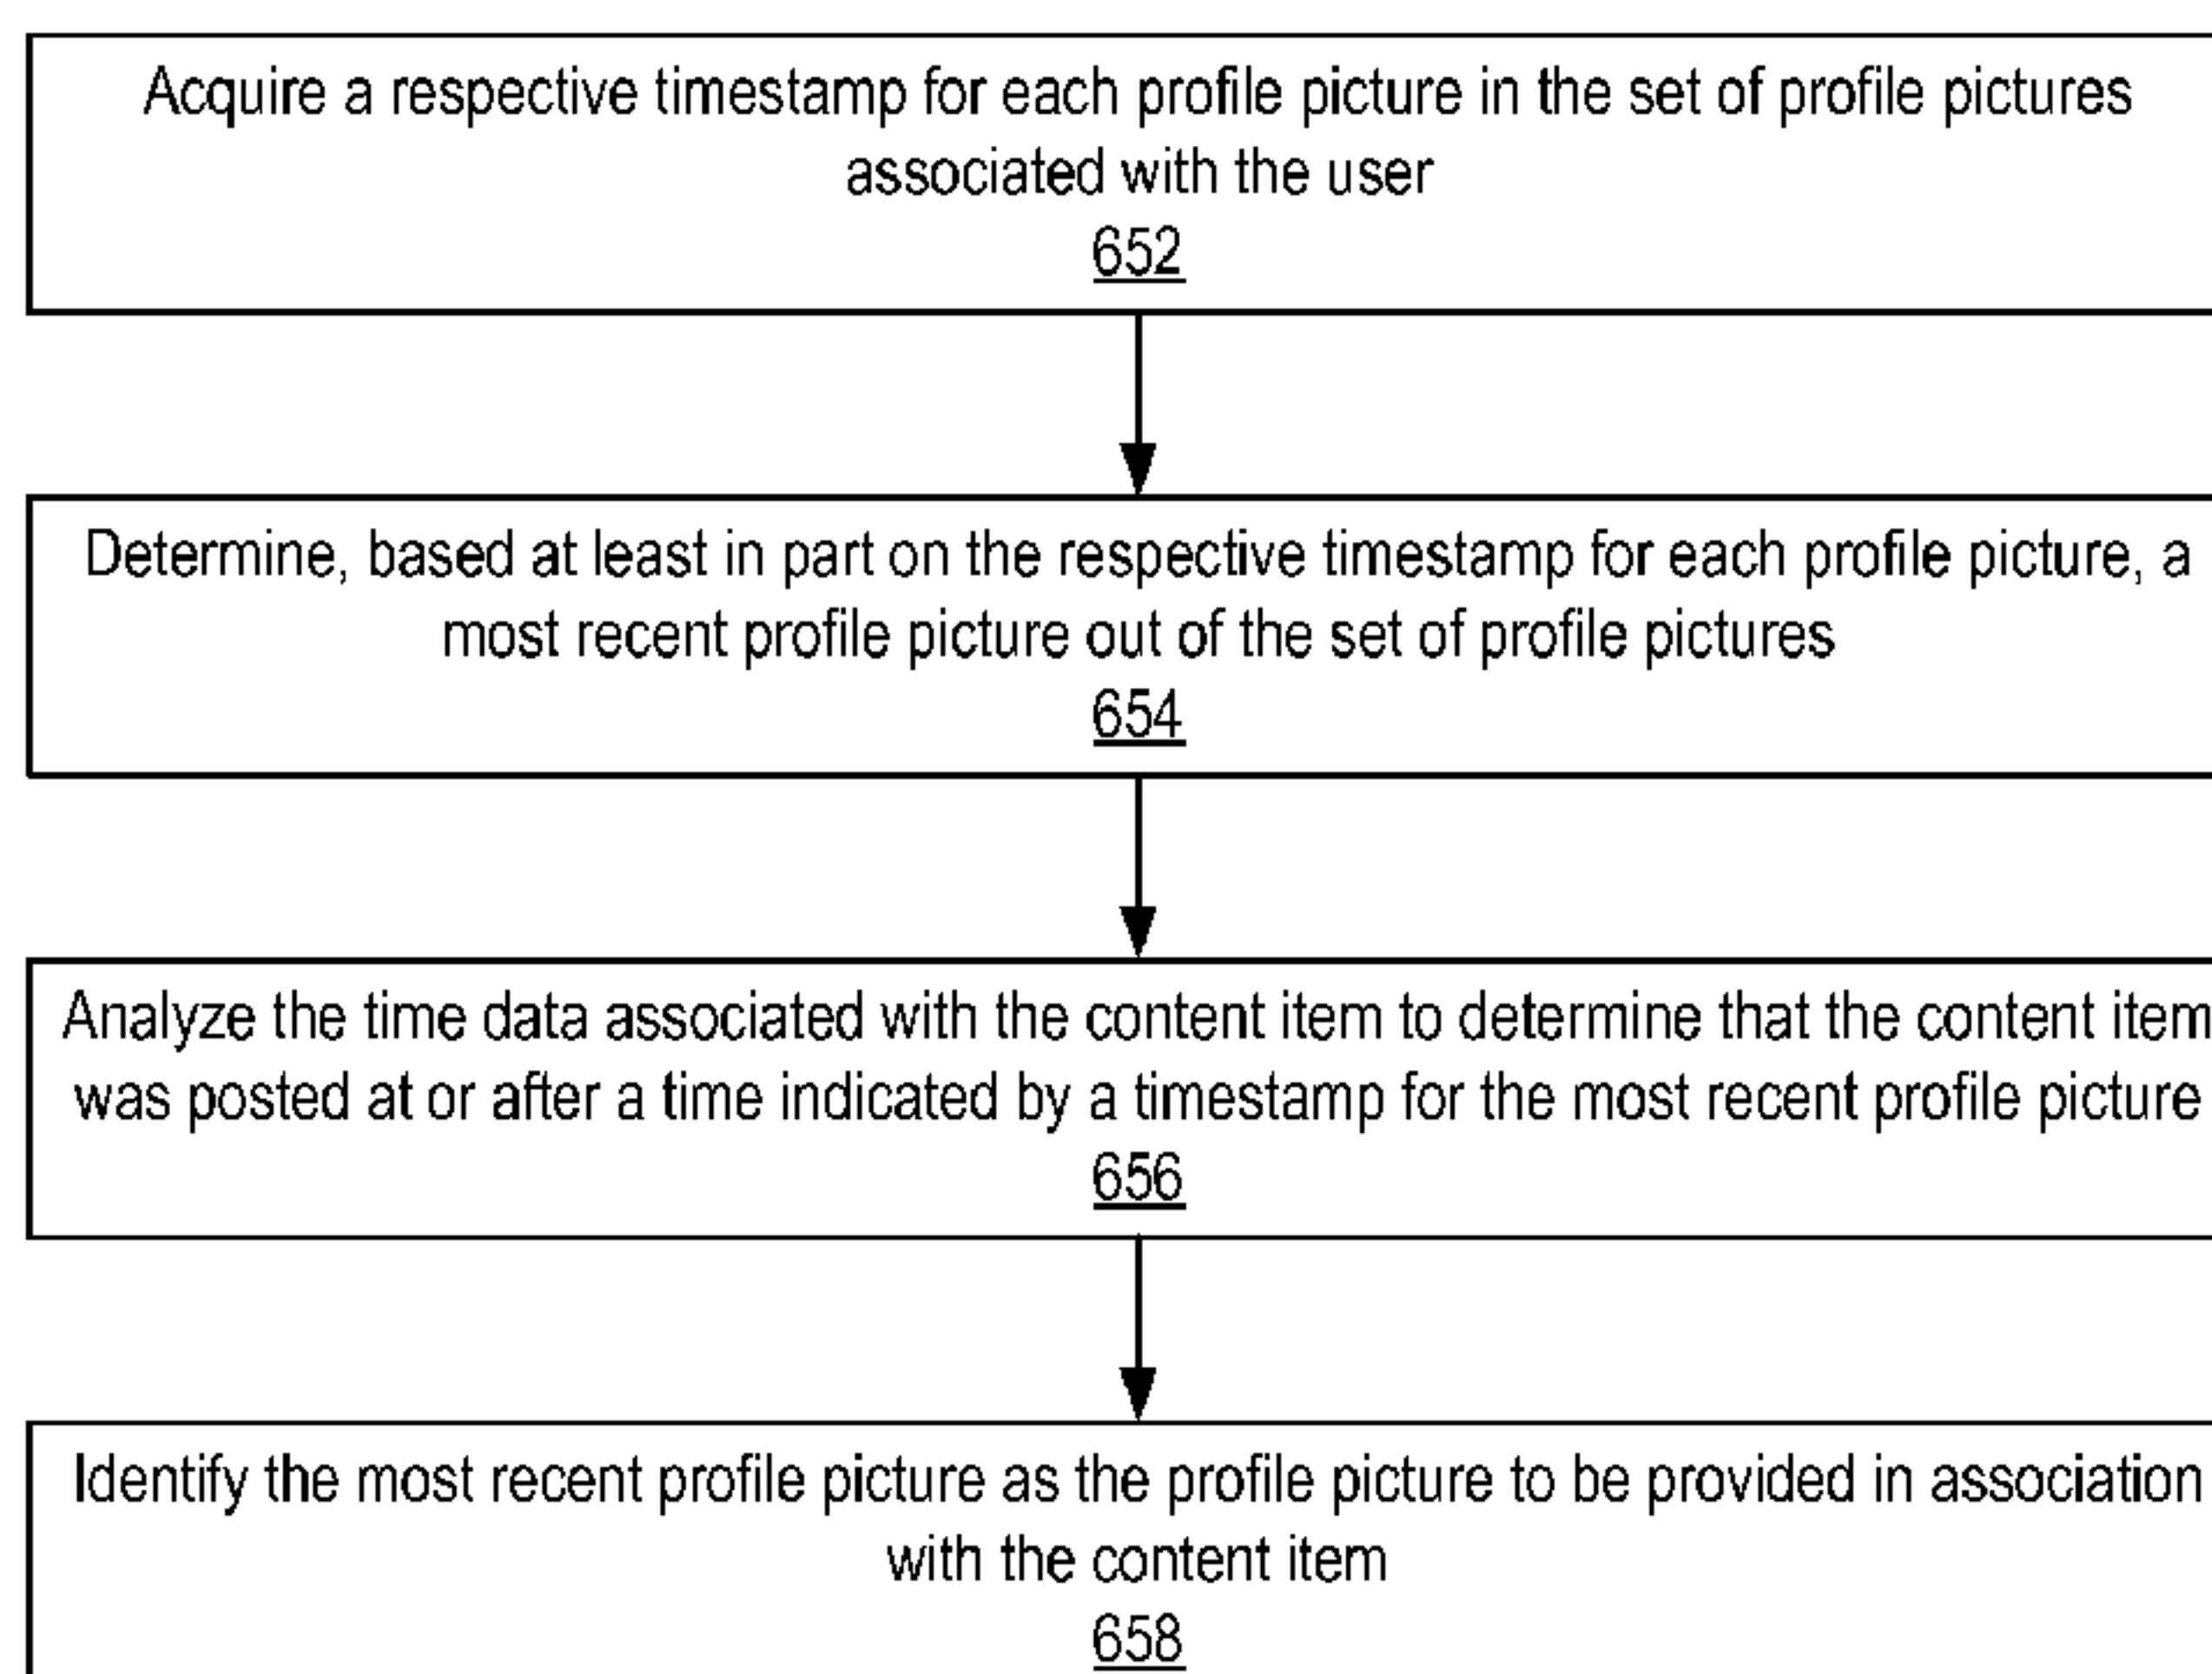 Acquire a respective timestamp for each profile picture in the set of profile pictures
associated with the user
652
Determine, based at least in part on the respective timestamp for each profile picture, a
most recent profile picture out of the set of profile pictures
654
Analyze the time data associated with the content item to determine that the content item
was posted at or after a time indicated by a timestamp for the most recent profile picture
656
Identify the most recent profile picture as the profile picture to be provided in association
with the content item
658